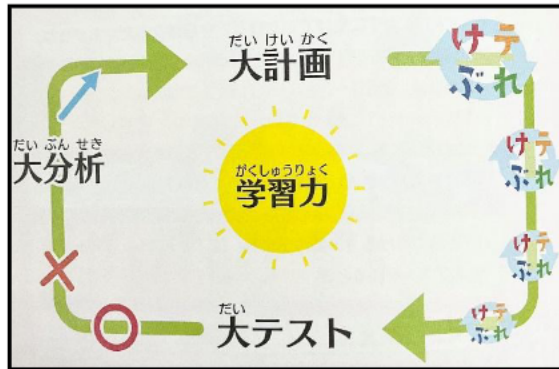 だいけいかく
大計画
けテ
ぶれ
けテ
ぶれ
けテ
ぶれ
けテ
ぶれ
だい
大テスト
だいぶんせき
大分析
がくしゅうりょく
学習力